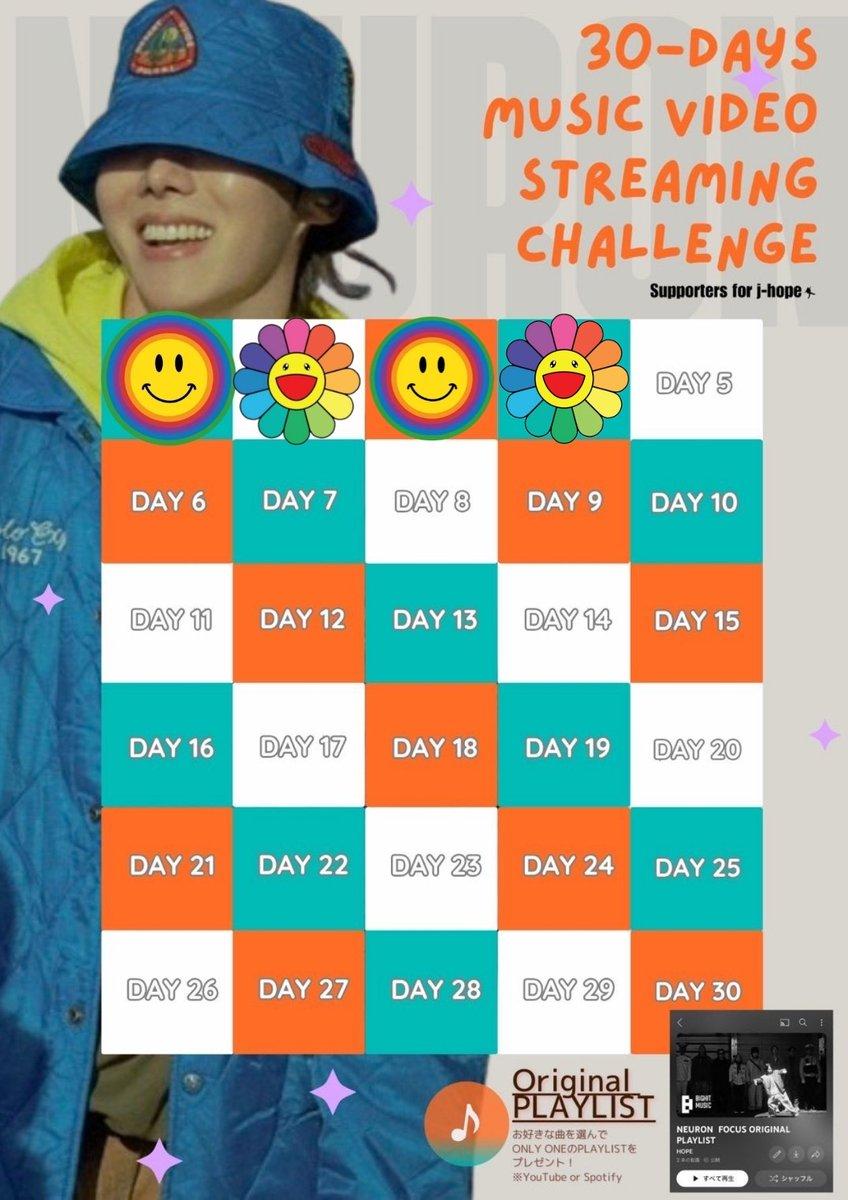 NEURON
30-DAYS
MUSIC VIDEO
STREAMING
CHALLENGE
Supporters for j-hope
DAY 5
DAY 6
DAY 7
DAY 8
DAY 9
DAY 10
DAY 11
DAY 12
DAY 13
DAY 14
DAY 15
DAY 16
DAY 17
DAY 18
DAY 19
DAY 20
DAY 21
DAY 22
DAY 23
DAY 24
DAY 25
DAY 26
DAY 27
DAY 28
DAY 29
DAY 30
1967
Original
PLAYLIST
お好きな曲を選んで
ONLY ONEのPLAYLISTを
プレゼント！
※YouTube or Spotify
BIGHIT
MUSIC
NEURON FOCUS ORIGINAL
PLAYLIST
HOPE
すべて再生
シャッフル